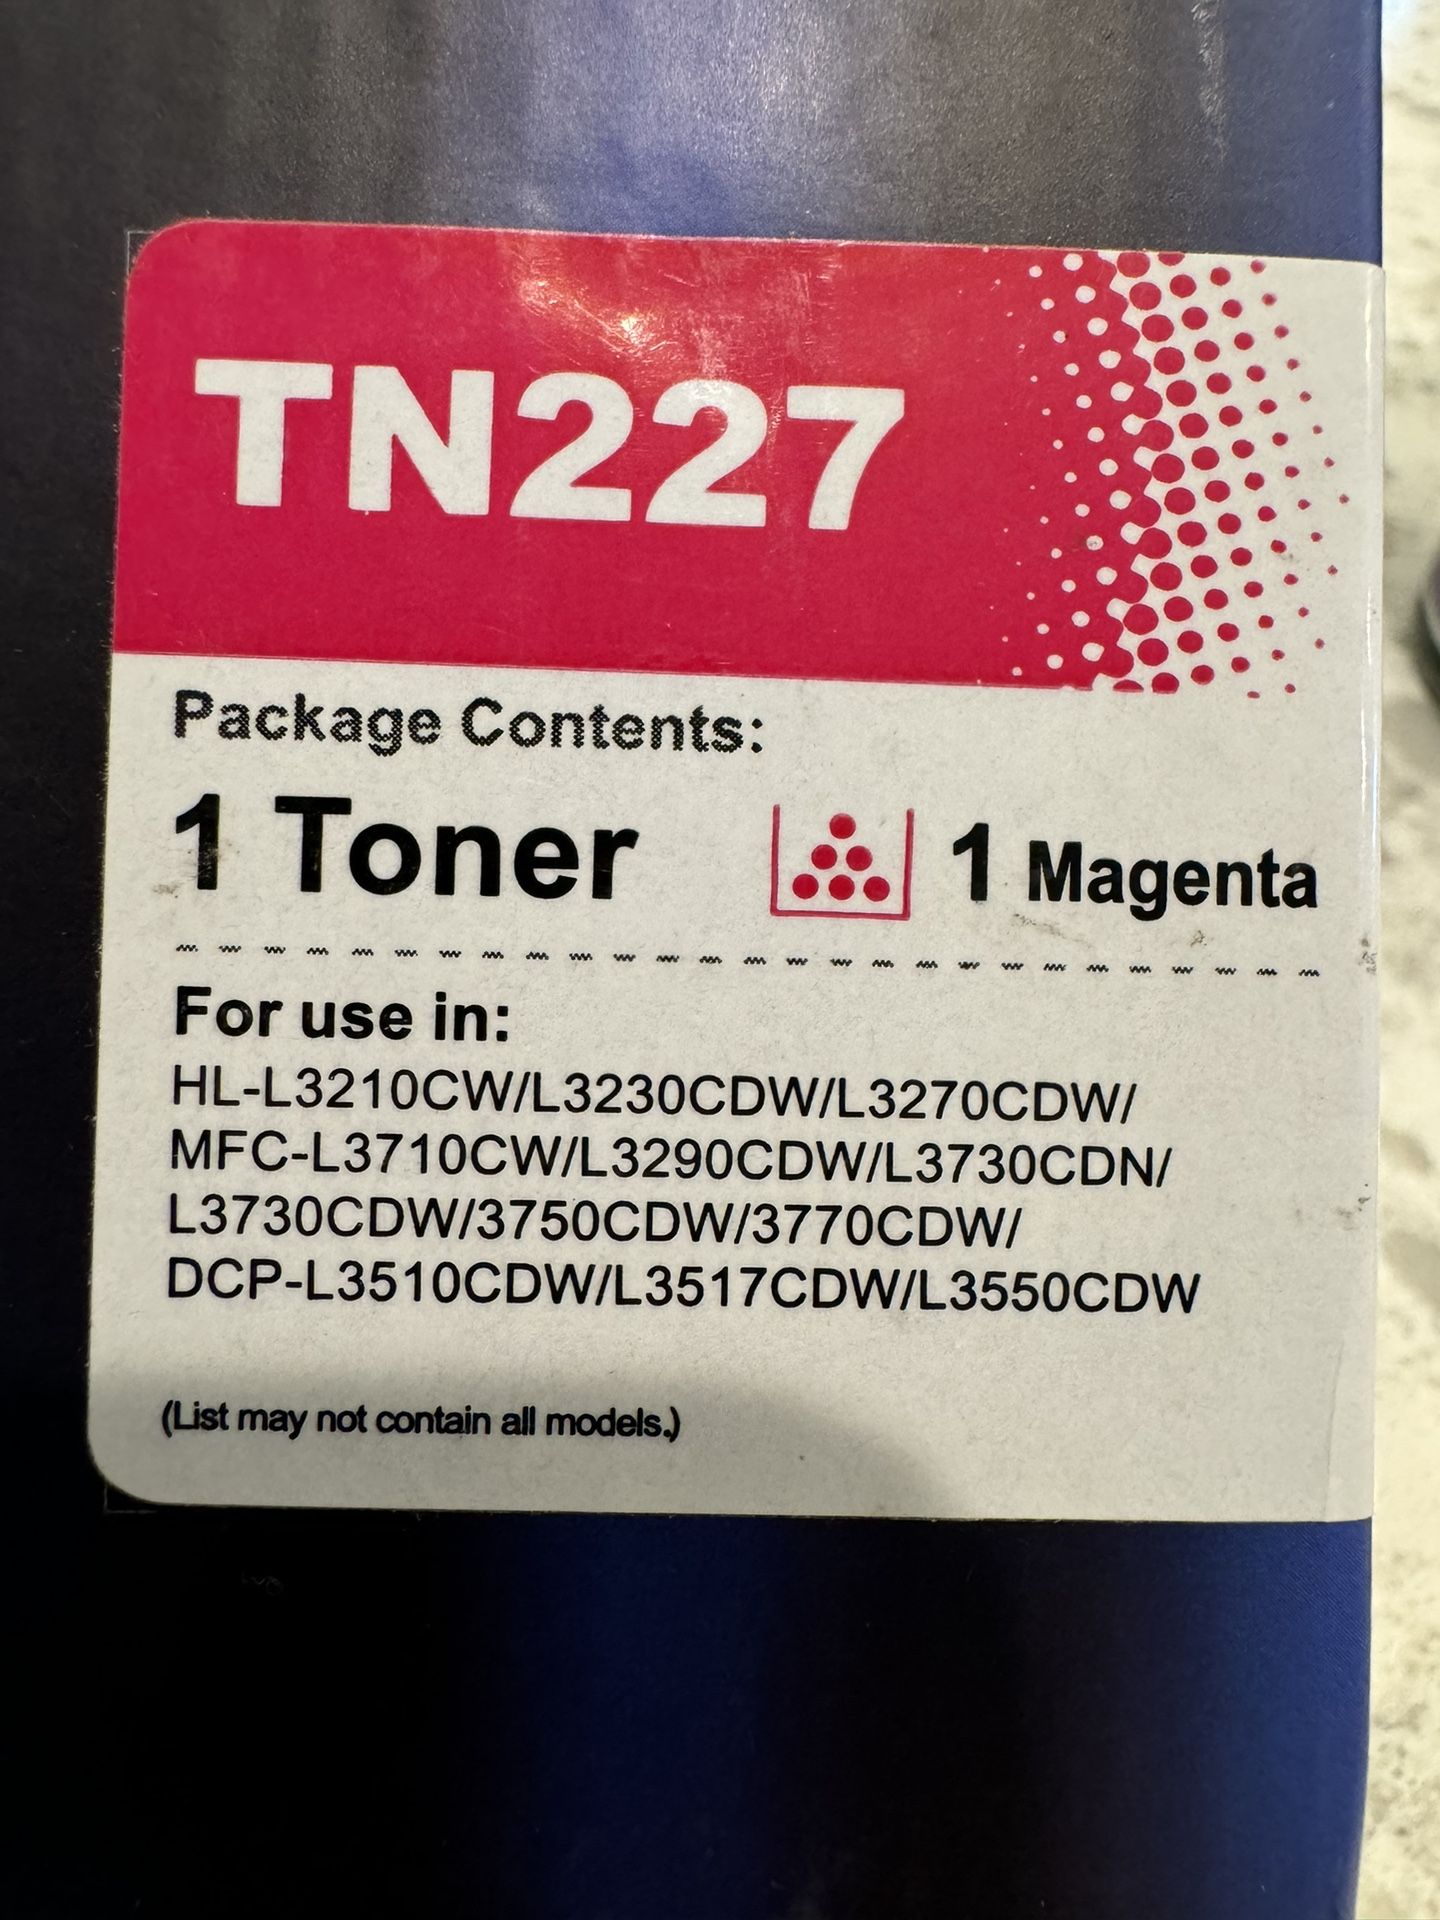 TN227
Package Contents:
1 Toner 1 Magenta
For use in:
HL-L3210CW/L3230CDW/L3270CDW/
MFC-L3710CW/L3290CDW/L3730CDN/
L3730CDW/3750CDW/3770CDW/
DCP-L3510CDW/L3517CDW/L3550CDW
(List may not contain all models.)